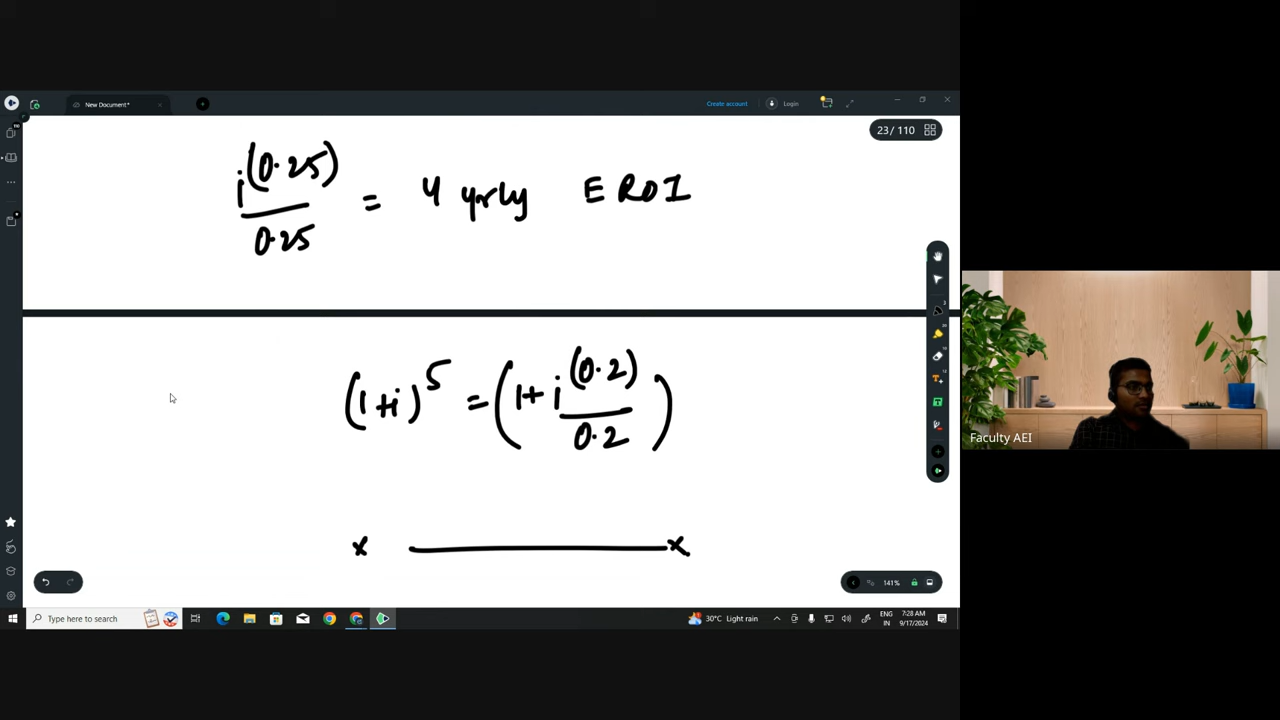 New Document*
Create account
Login
23 / 110
i^(0.25) / 0.25 = 4 yrly EROI
(1+i)^5 = (1+ i^(0.2) / 0.2)
x ———— x
Faculty AEI
141%
Type here to search
30°C Light rain
ENG
IN
7:28 AM
9/17/2024